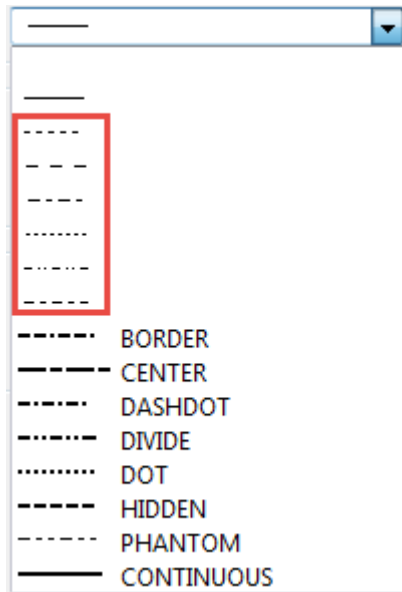 BORDER
CENTER
DASHDOT
DIVIDE
DOT
HIDDEN
PHANTOM
CONTINUOUS